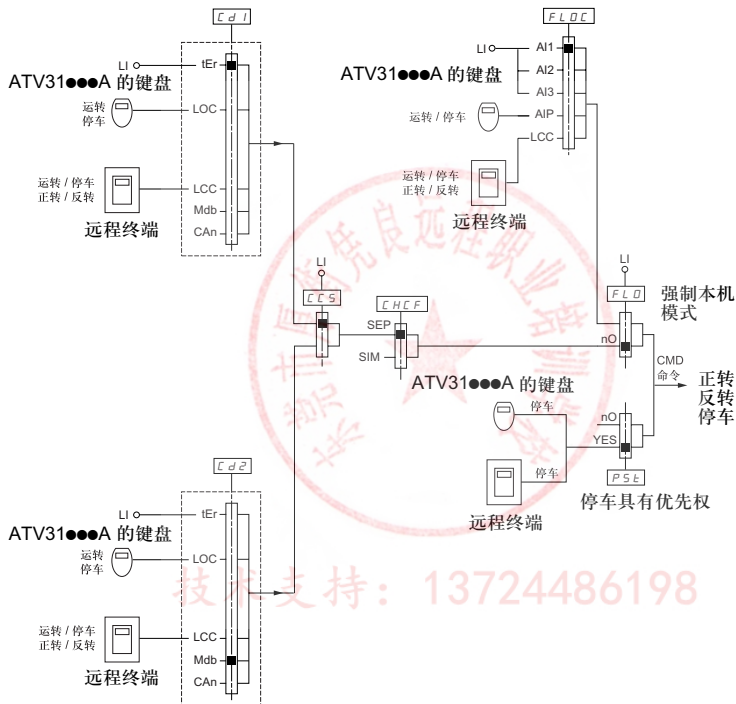 Cd1
LI
tEr
ATV31●●●A 的键盘
运转
停车
LOC
运转 / 停车
正转 / 反转
LCC
Mdb
CAn
远程终端
FLOC
LI
AI1
AI2
AI3
AIP
LCC
ATV31●●●A 的键盘
运转 / 停车
运转 / 停车
正转 / 反转
远程终端
CCS
CHCF
SEP
SIM
LI
FLO
强制本机
模式
nO
CMD
命令
正转
反转
停车
ATV31●●●A 的键盘
停车
nO
YES
PSt
停车
停车具有优先权
远程终端
Cd2
LI
tEr
ATV31●●●A 的键盘
运转
停车
LOC
运转 / 停车
正转 / 反转
LCC
Mdb
CAn
远程终端
技术支持：13724486198